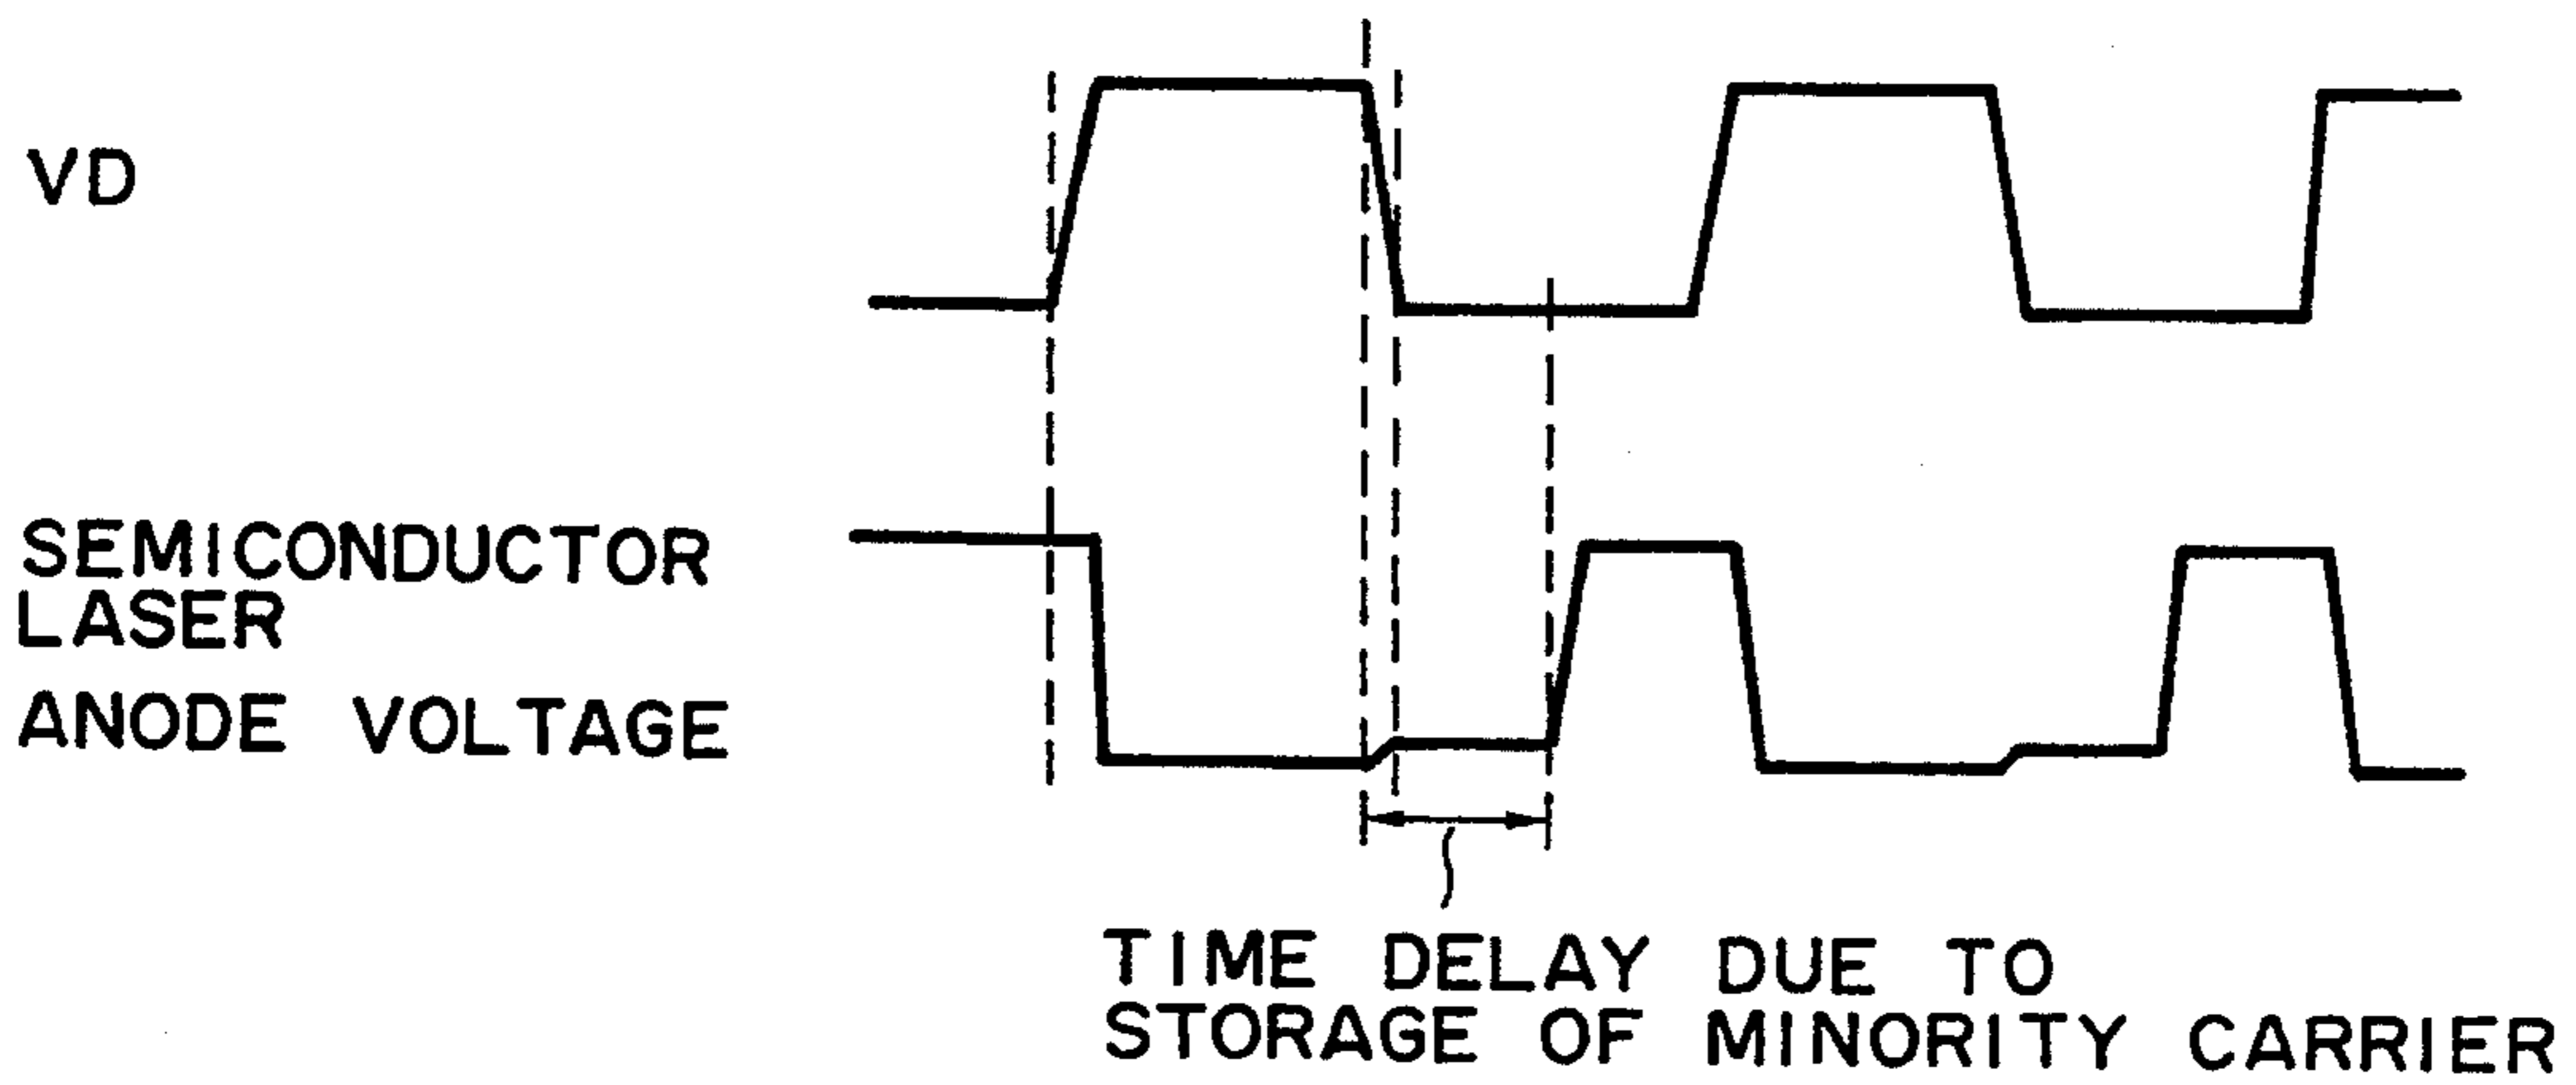 VD
SEMICONDUCTOR
LASER
ANODE VOLTAGE
TIME DELAY DUE TO
STORAGE OF MINORITY CARRIER